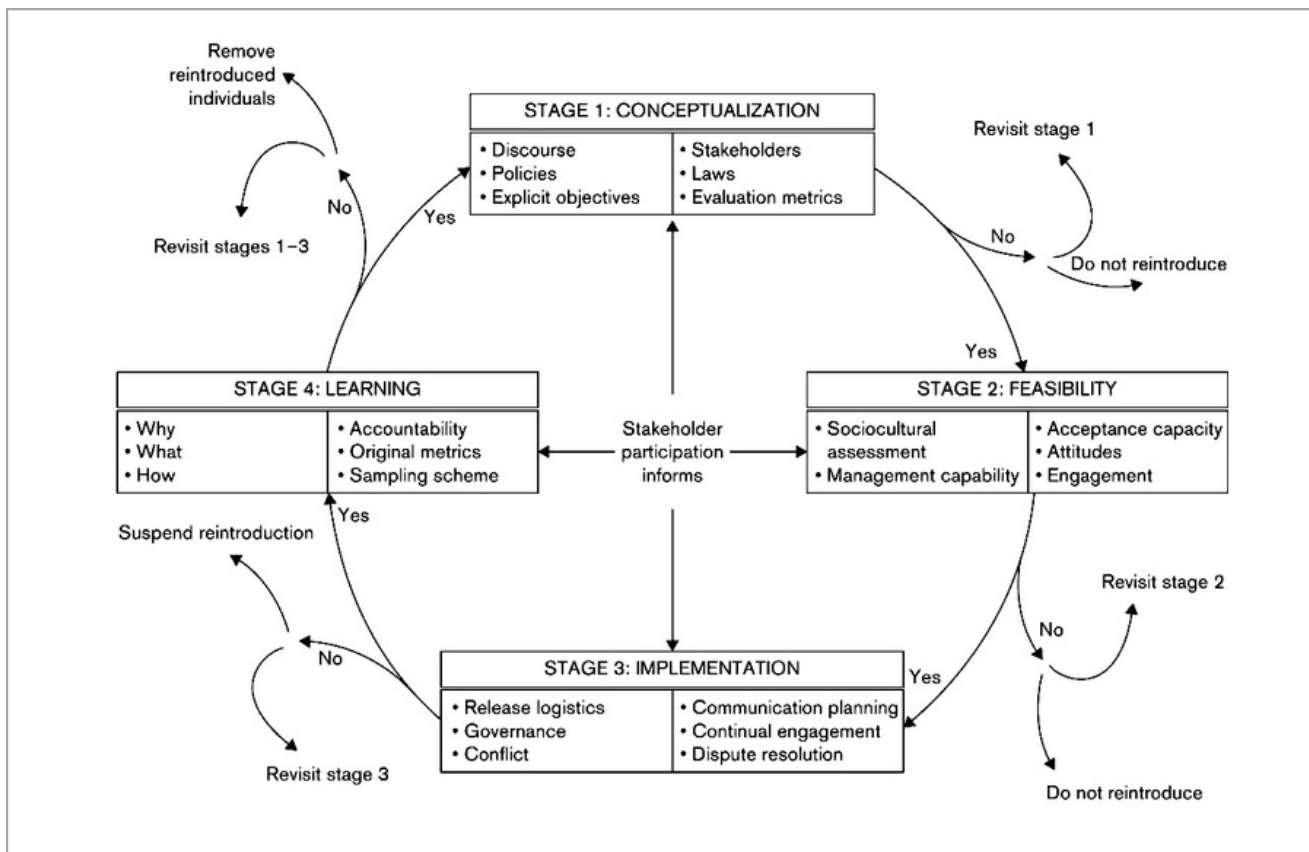 Remove
reintroduced
individuals
STAGE 1: CONCEPTUALIZATION
• Discourse
• Policies
• Explicit objectives
• Stakeholders
• Laws
• Evaluation metrics
Revisit stage 1
No
Do not reintroduce
Yes
No
Revisit stages 1–3
Yes
STAGE 4: LEARNING
• Why
• What
• How
• Accountability
• Original metrics
• Sampling scheme
Stakeholder
participation
informs
STAGE 2: FEASIBILITY
• Sociocultural
assessment
• Management capability
• Acceptance capacity
• Attitudes
• Engagement
Suspend reintroduction
Yes
No
Revisit stage 3
STAGE 3: IMPLEMENTATION
• Release logistics
• Governance
• Conflict
• Communication planning
• Continual engagement
• Dispute resolution
Yes
No
Revisit stage 2
Do not reintroduce